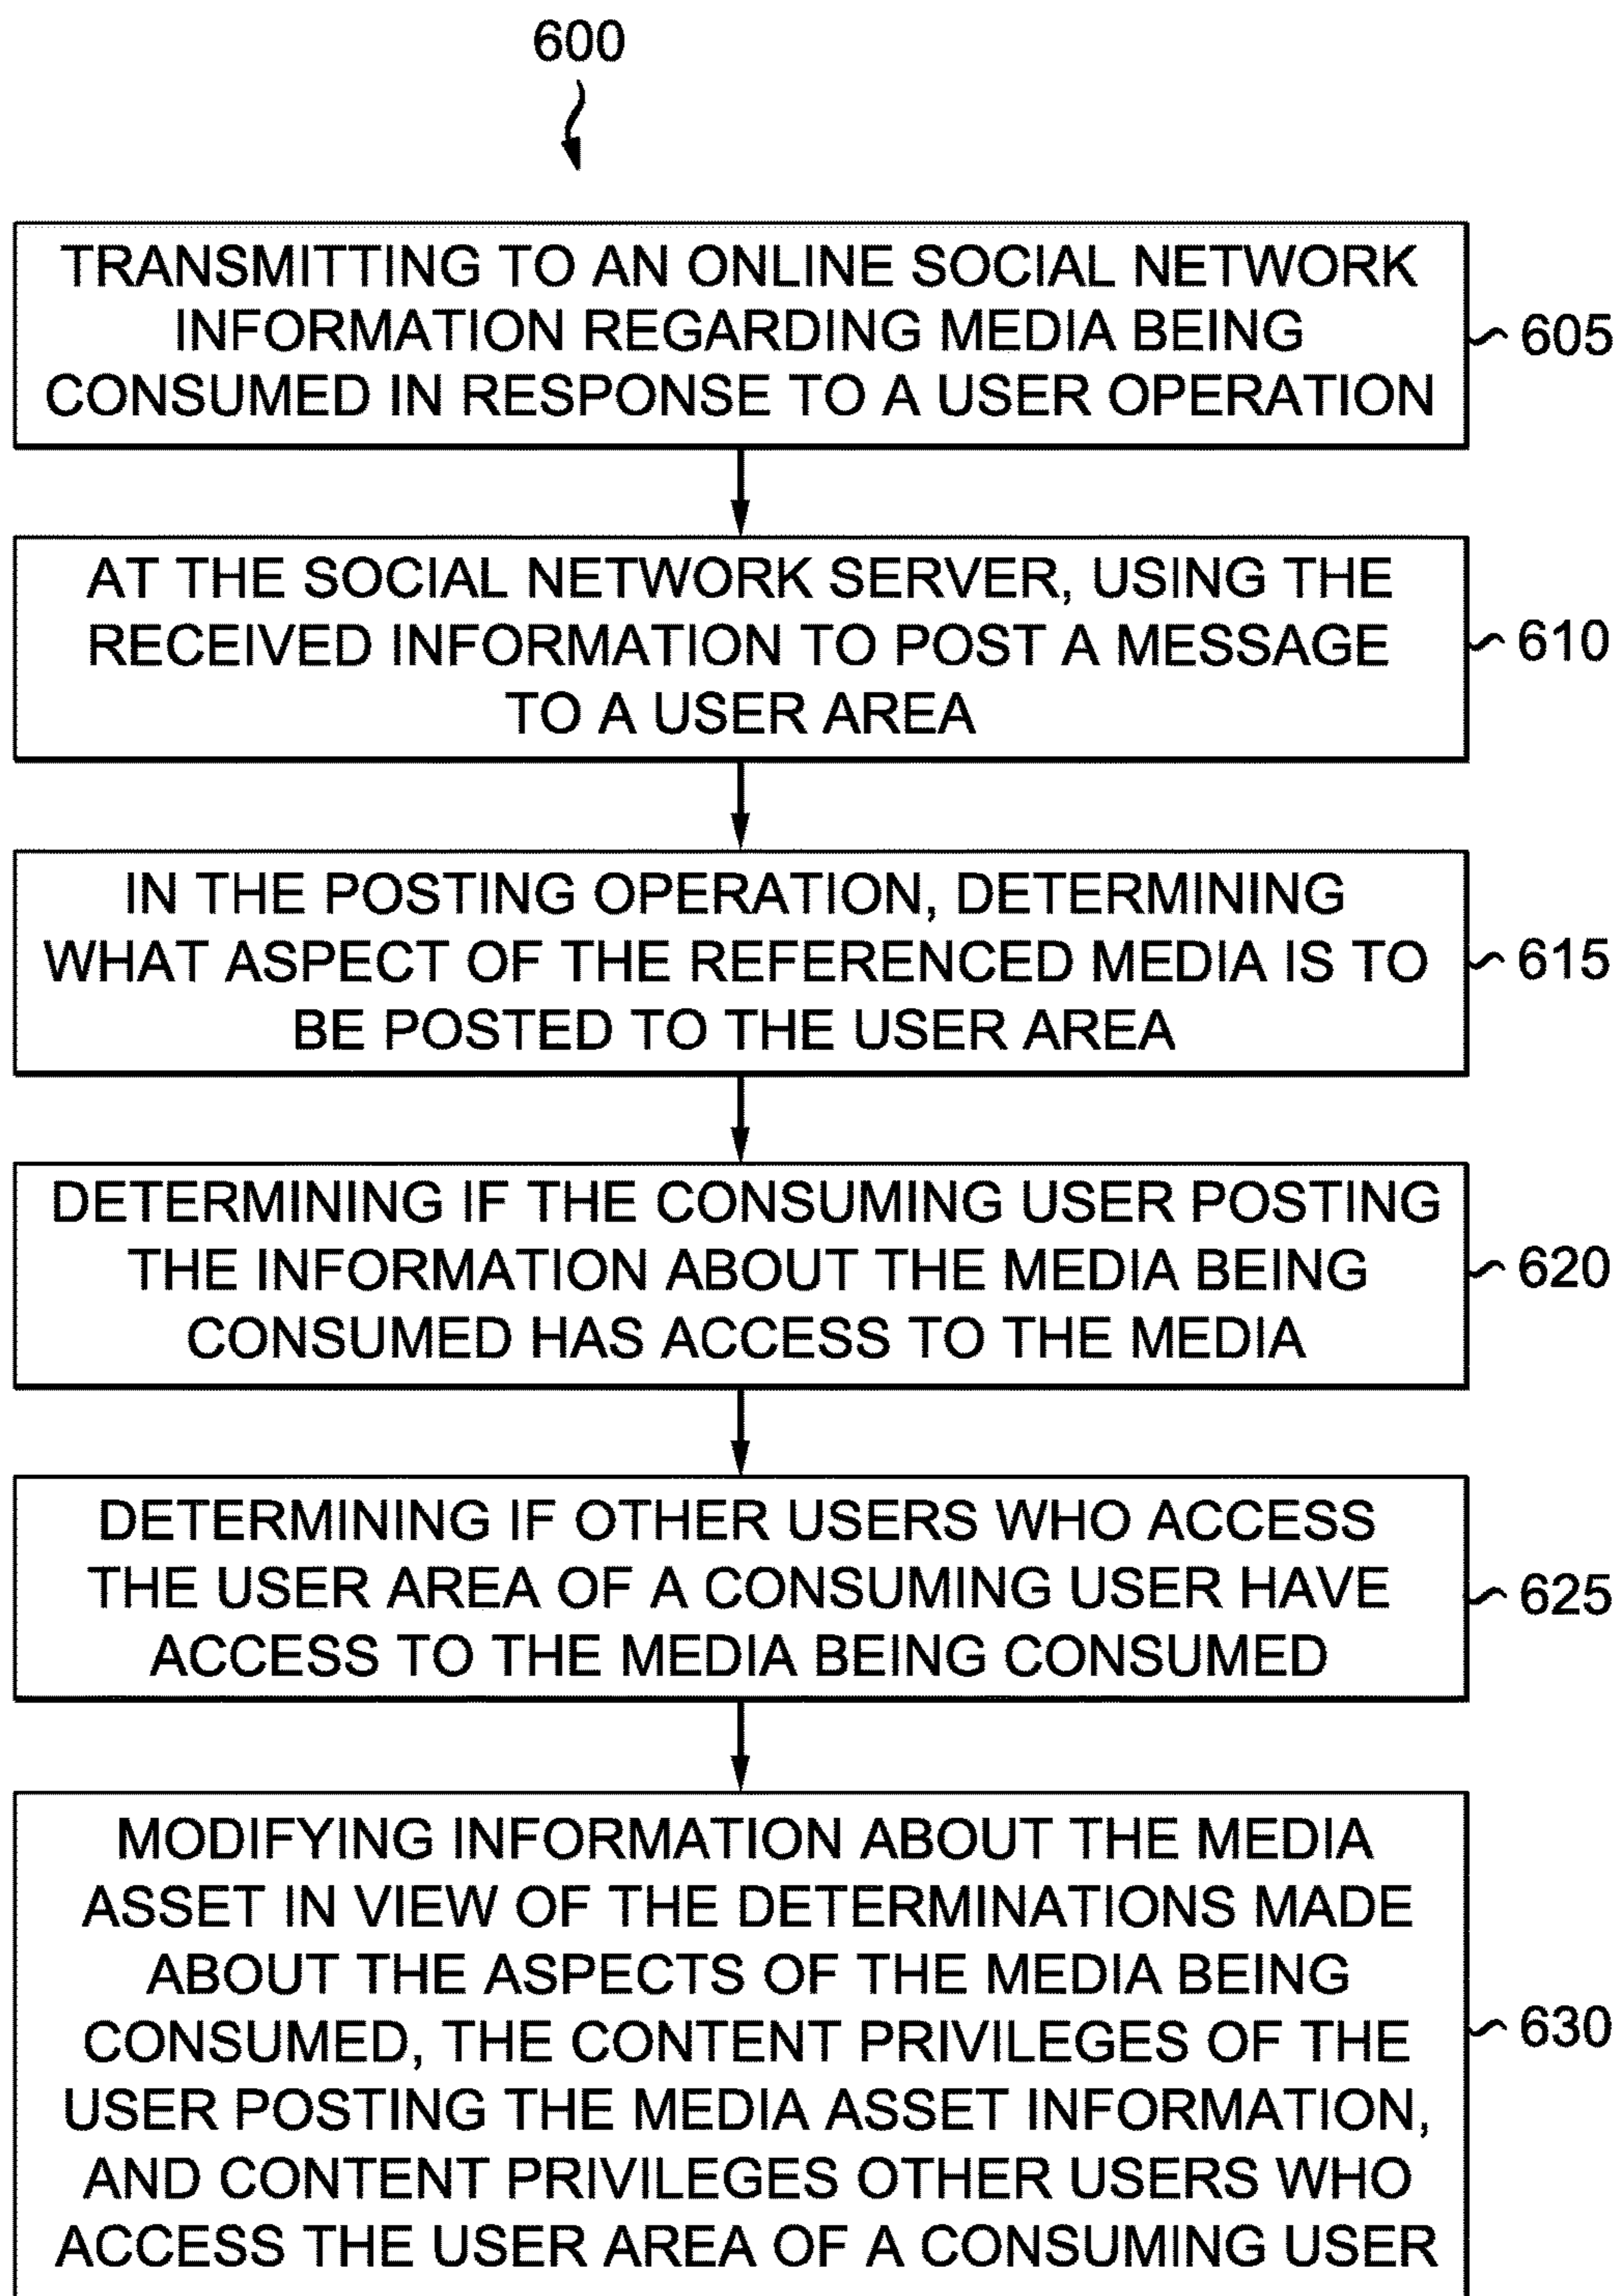 600
TRANSMITTING TO AN ONLINE SOCIAL NETWORK
INFORMATION REGARDING MEDIA BEING
CONSUMED IN RESPONSE TO A USER OPERATION
605
AT THE SOCIAL NETWORK SERVER, USING THE
RECEIVED INFORMATION TO POST A MESSAGE
TO A USER AREA
610
IN THE POSTING OPERATION, DETERMINING
WHAT ASPECT OF THE REFERENCED MEDIA IS TO
BE POSTED TO THE USER AREA
615
DETERMINING IF THE CONSUMING USER POSTING
THE INFORMATION ABOUT THE MEDIA BEING
CONSUMED HAS ACCESS TO THE MEDIA
620
DETERMINING IF OTHER USERS WHO ACCESS
THE USER AREA OF A CONSUMING USER HAVE
ACCESS TO THE MEDIA BEING CONSUMED
625
MODIFYING INFORMATION ABOUT THE MEDIA
ASSET IN VIEW OF THE DETERMINATIONS MADE
ABOUT THE ASPECTS OF THE MEDIA BEING
CONSUMED, THE CONTENT PRIVILEGES OF THE
USER POSTING THE MEDIA ASSET INFORMATION,
AND CONTENT PRIVILEGES OTHER USERS WHO
ACCESS THE USER AREA OF A CONSUMING USER
630